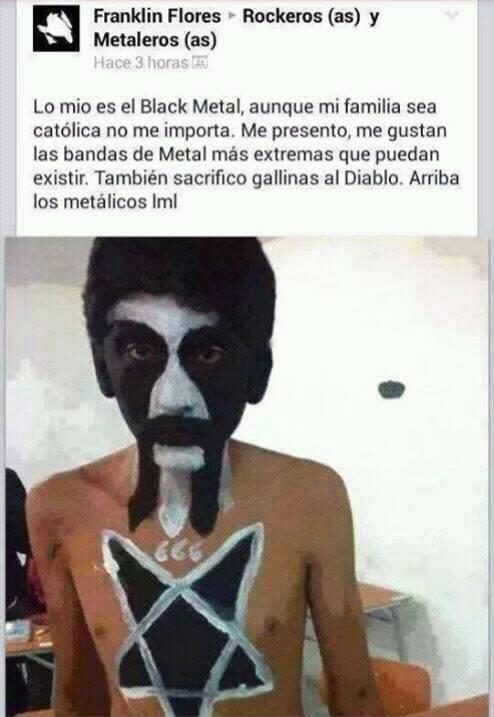 Franklin Flores ▸ Rockeros (as) y
Metaleros (as)
Hace 3 horas
Lo mio es el Black Metal, aunque mi familia sea
católica no me importa. Me presento, me gustan
las bandas de Metal más extremas que puedan
existir. También sacrifico gallinas al Diablo. Arriba
los metálicos lml
666